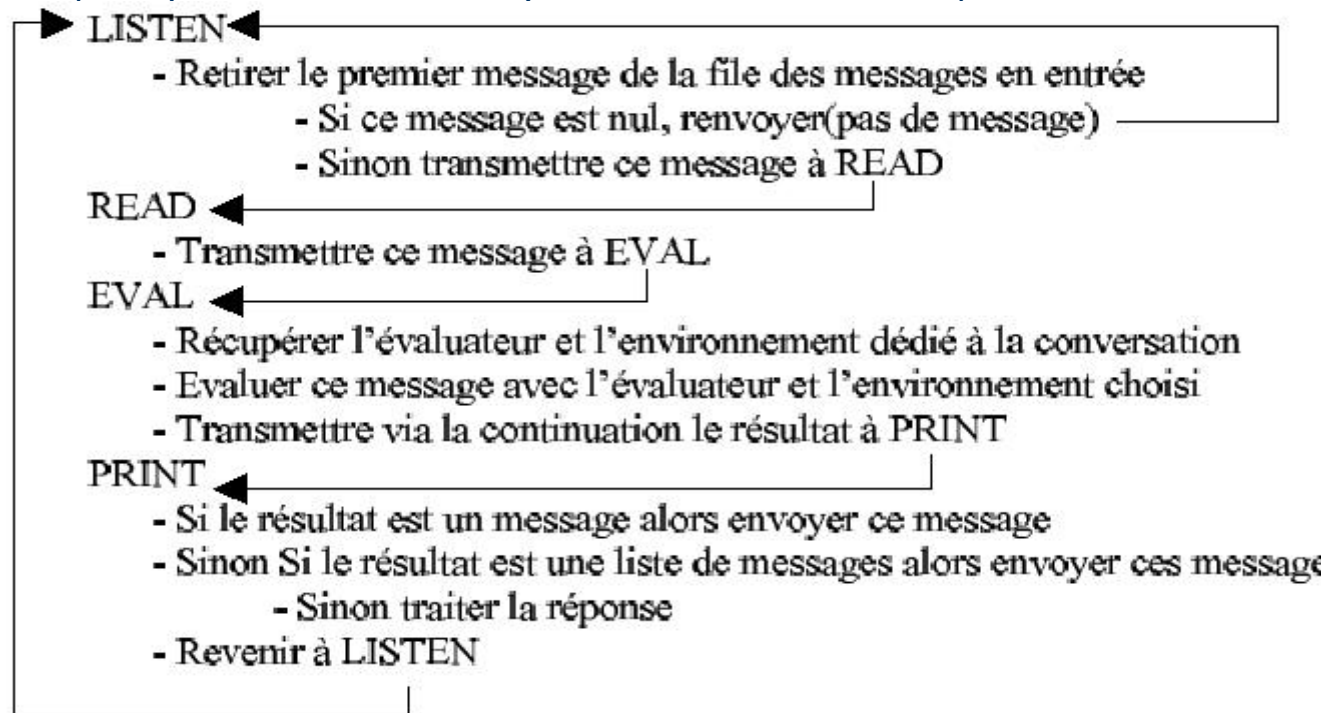 LISTEN
- Retirer le premier message de la file des messages en entrée
- Si ce message est nul, renvoyer(pas de message)
- Sinon transmettre ce message à READ
READ
- Transmettre ce message à EVAL
EVAL
- Récupérer l'évaluateur et l'environnement dédié à la conversation
- Evaluer ce message avec l'évaluateur et l'environnement choisi
- Transmettre via la continuation le résultat à PRINT
PRINT
- Si le résultat est un message alors envoyer ce message
- Sinon Si le résultat est une liste de messages alors envoyer ces message
- Sinon traiter la réponse
- Revenir à LISTEN